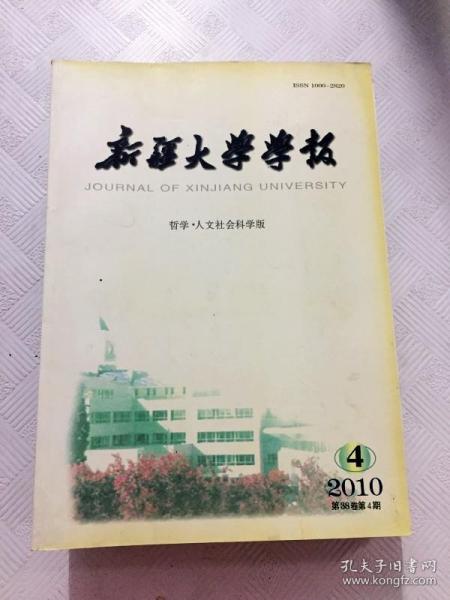 ISSN 1000-2820
新疆大学学报
JOURNAL OF XINJIANG UNIVERSITY
哲学·人文社会科学版
4
2010
第38卷第4期
孔夫子旧书网
www.kongfz.com